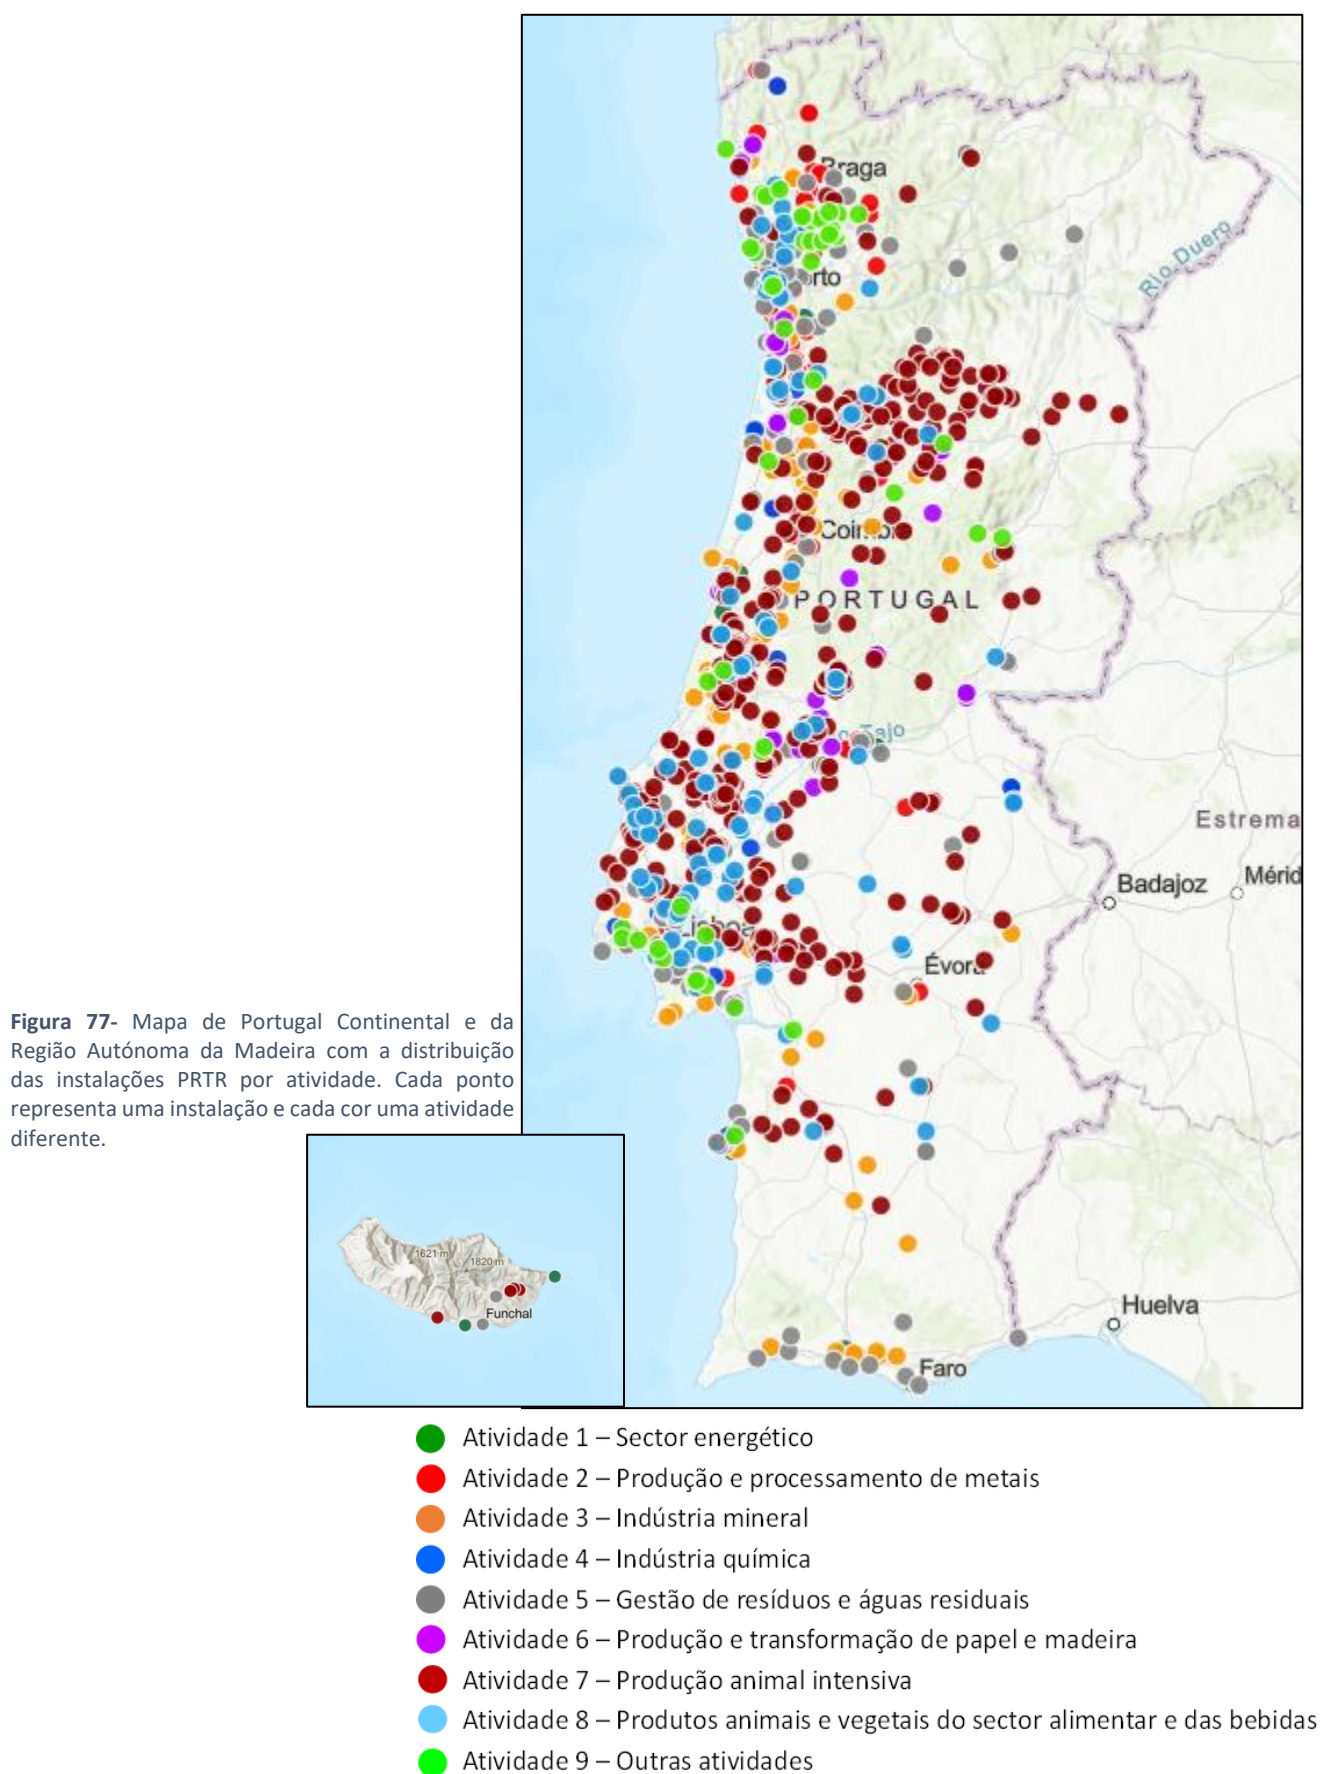 Braga
Rio Duero
PORTUGAL
Estrema
Badajoz
Mérid
Lisboa
Évora
Figura 77- Mapa de Portugal Continental e da
Região Autónoma da Madeira com a distribuição
das instalações PRTR por atividade. Cada ponto
representa uma instalação e cada cor uma atividade
diferente.
1621 m
1820 m
Funchal
Huelva
Faro
Atividade 1 – Sector energético
Atividade 2 – Produção e processamento de metais
Atividade 3 – Indústria mineral
Atividade 4 – Indústria química
Atividade 5 – Gestão de resíduos e águas residuais
Atividade 6 – Produção e transformação de papel e madeira
Atividade 7 – Produção animal intensiva
Atividade 8 – Produtos animais e vegetais do sector alimentar e das bebidas
Atividade 9 – Outras atividades